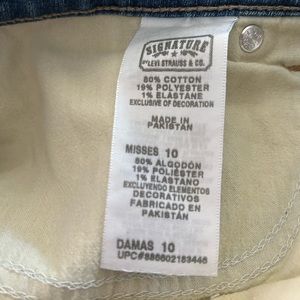 SIGNATURE
BY LEVI STRAUSS & CO.
80% COTTON
19% POLYESTER
1% ELASTANE
EXCLUSIVE OF DECORATION
MADE IN
PAKISTAN
MISSES 10
80% ALGODÓN
19% POLIÉSTER
1% ELASTANO
EXCLUYENDO ELEMENTOS
DECORATIVOS
FABRICADO EN
PAKISTÁN
DAMAS 10
UPC#886602183446